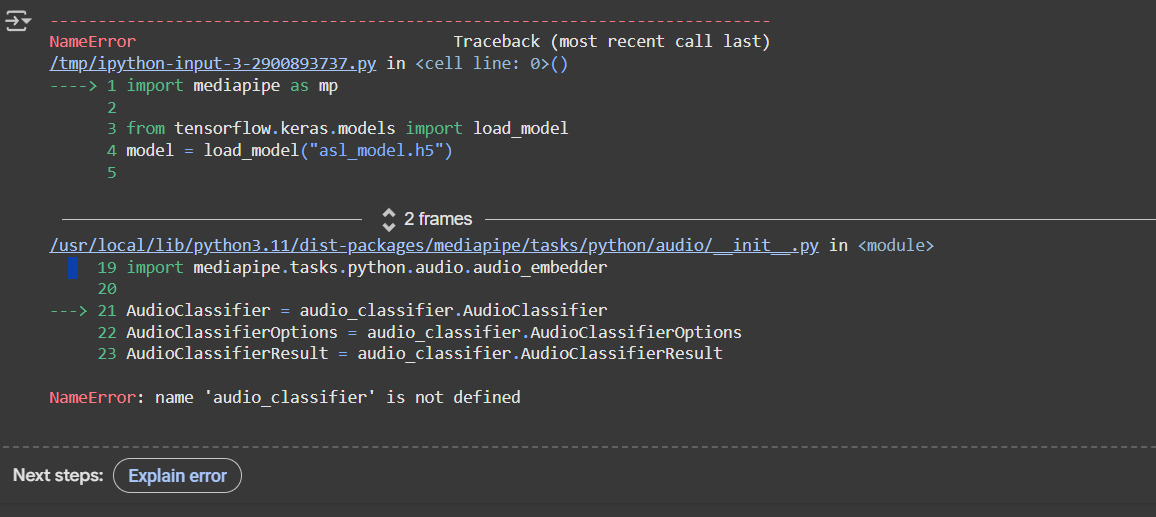 ---------------------------------------------------------------------------
NameError                                 Traceback (most recent call last)
/tmp/ipython-input-3-2900893737.py in <cell line: 0>()
----> 1 import mediapipe as mp
      2
      3 from tensorflow.keras.models import load_model
      4 model = load_model("asl_model.h5")
      5
2 frames
/usr/local/lib/python3.11/dist-packages/mediapipe/tasks/python/audio/__init__.py in <module>
     19 import mediapipe.tasks.python.audio.audio_embedder
     20
---> 21 AudioClassifier = audio_classifier.AudioClassifier
     22 AudioClassifierOptions = audio_classifier.AudioClassifierOptions
     23 AudioClassifierResult = audio_classifier.AudioClassifierResult
NameError: name 'audio_classifier' is not defined
Next steps: Explain error